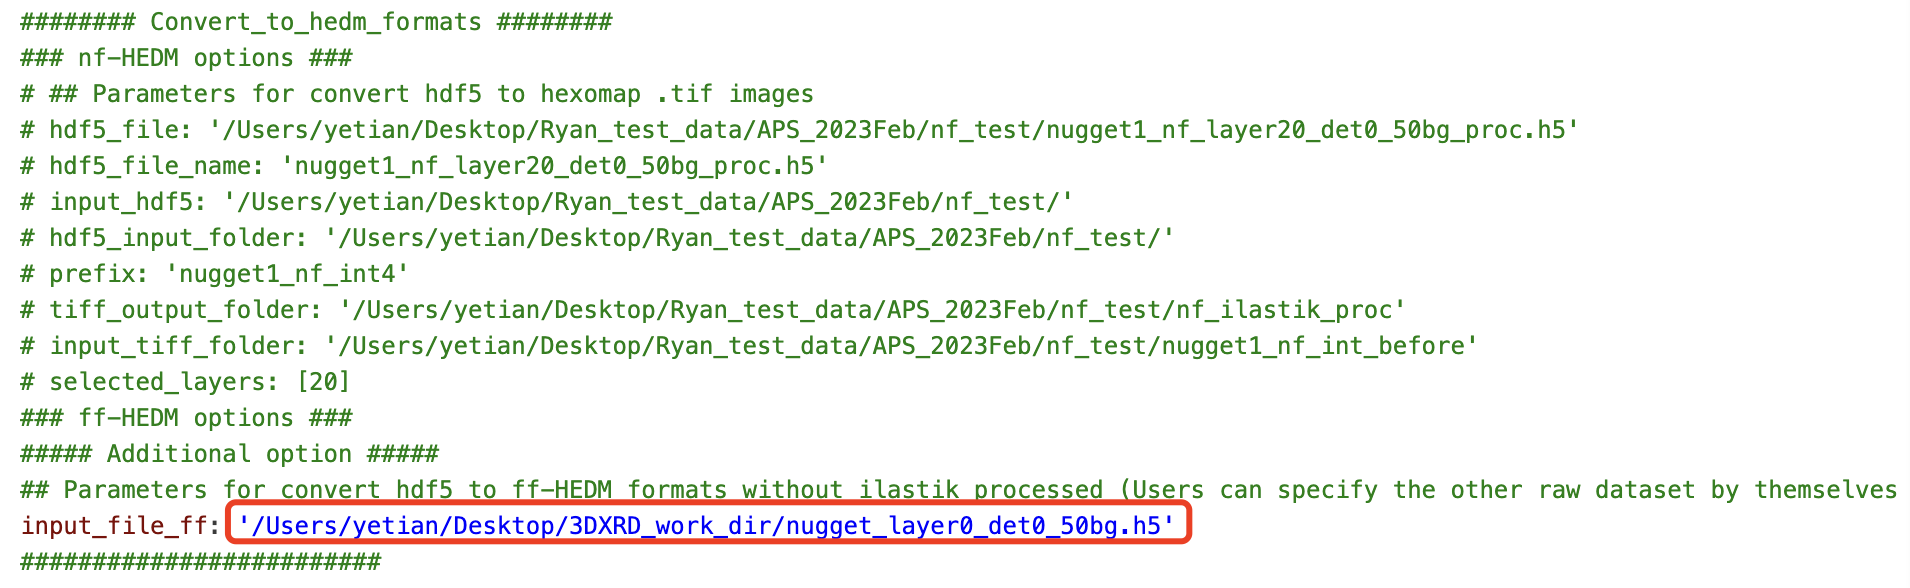 ######## Convert_to_hedm_formats ########
### nf-HEDM options ###
# ## Parameters for convert hdf5 to hexomap .tif images
# hdf5_file: '/Users/yetian/Desktop/Ryan_test_data/APS_2023Feb/nf_test/nugget1_nf_layer20_det0_50bg_proc.h5'
# hdf5_file_name: 'nugget1_nf_layer20_det0_50bg_proc.h5'
# input_hdf5: '/Users/yetian/Desktop/Ryan_test_data/APS_2023Feb/nf_test/'
# hdf5_input_folder: '/Users/yetian/Desktop/Ryan_test_data/APS_2023Feb/nf_test/'
# prefix: 'nugget1_nf_int4'
# tiff_output_folder: '/Users/yetian/Desktop/Ryan_test_data/APS_2023Feb/nf_test/nf_ilastik_proc'
# input_tiff_folder: '/Users/yetian/Desktop/Ryan_test_data/APS_2023Feb/nf_test/nugget1_nf_int_before'
# selected_layers: [20]
### ff-HEDM options ###
##### Additional option #####
## Parameters for convert hdf5 to ff-HEDM formats without ilastik processed (Users can specify the other raw dataset by themselves
input_file_ff: '/Users/yetian/Desktop/3DXRD_work_dir/nugget_layer0_det0_50bg.h5'
#########################